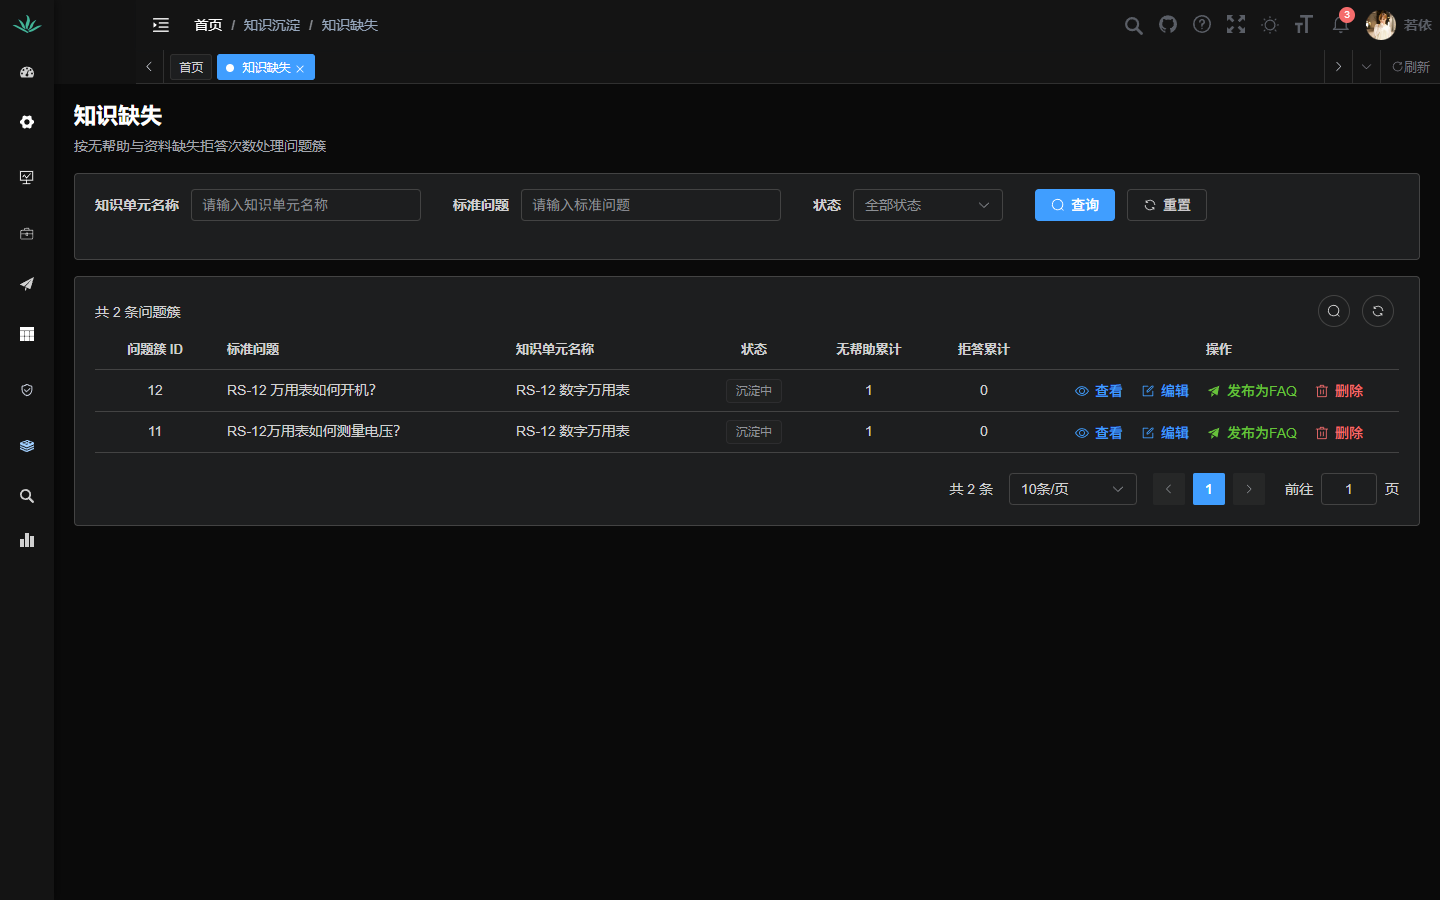 首页 / 知识沉淀 / 知识缺失
3
若依
首页
知识缺失
刷新
知识缺失
按无帮助与资料缺失拒答次数处理问题簇
知识单元名称 请输入知识单元名称 标准问题 请输入标准问题 状态 全部状态 查询 重置
共 2 条问题簇
问题簇 ID 标准问题 知识单元名称 状态 无帮助累计 拒答累计 操作
12 RS-12 万用表如何开机? RS-12 数字万用表 沉淀中 1 0 查看 编辑 发布为FAQ 删除
11 RS-12万用表如何测量电压? RS-12 数字万用表 沉淀中 1 0 查看 编辑 发布为FAQ 删除
共 2 条 10条/页 1 前往 1 页